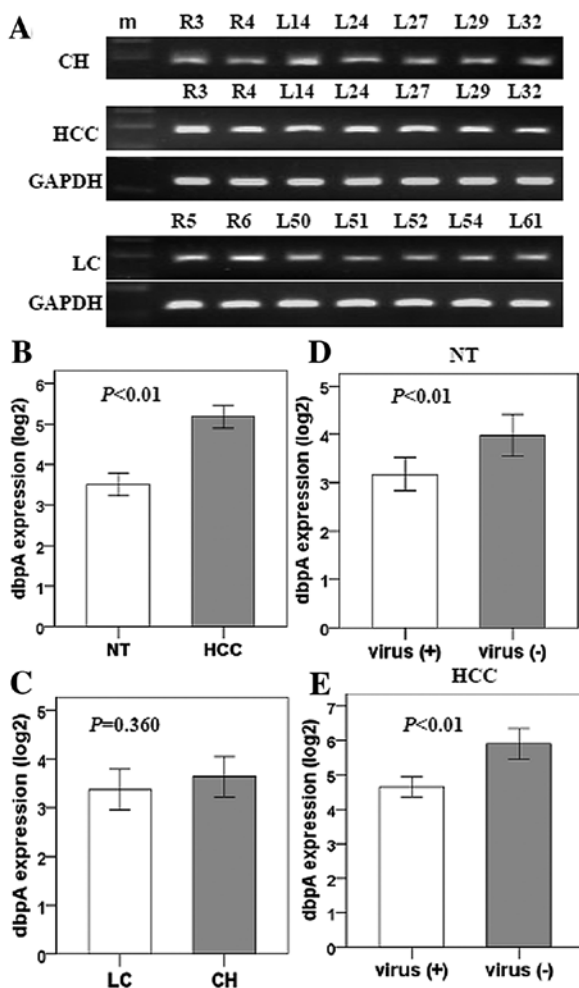 A
m R3 R4 L14 L24 L27 L29 L32
CH
R3 R4 L14 L24 L27 L29 L32
HCC
GAPDH
R5 R6 L50 L51 L52 L54 L61
LC
GAPDH
B
P<0.01
dbpA expression (log2)
6
5
4
3
2
1
0
NT HCC
D
NT
P<0.01
dbpA expression (log2)
5
4
3
2
1
0
virus (+) virus (-)
C
P=0.360
dbpA expression (log2)
5
4
3
2
1
0
LC CH
E
HCC
P<0.01
dbpA expression (log2)
7
6
5
4
3
2
1
0
virus (+) virus (-)